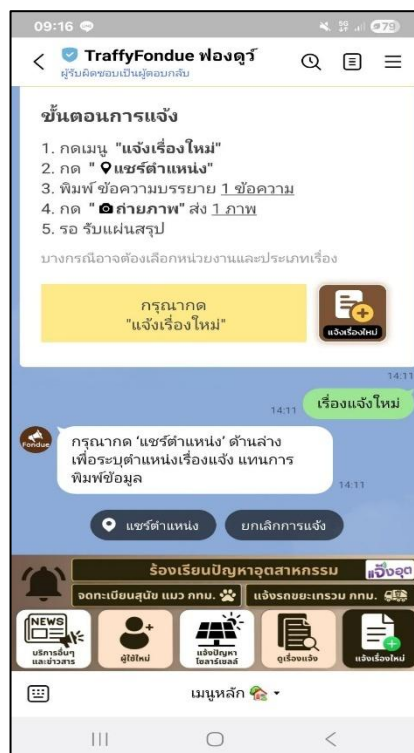 09:16
5G
79
TraffyFondue ฟองดูว์
ผู้รับผิดชอบเป็นผู้ตอบกลับ
ขั้นตอนการแจ้ง
1. กดเมนู "แจ้งเรื่องใหม่"
2. กด " แชร์ตำแหน่ง"
3. พิมพ์ ข้อความบรรยาย 1 ข้อความ
4. กด " ถ่ายภาพ" ส่ง 1 ภาพ
5. รอ รับแผ่นสรุป
บางกรณีอาจต้องเลือกหน่วยงานและประเภทเรื่อง
กรุณากด
"แจ้งเรื่องใหม่"
แจ้งเรื่องใหม่
14:11
14:11
เรื่องแจ้งใหม่
Fondue
กรุณากด 'แชร์ตำแหน่ง' ด้านล่าง
เพื่อระบุตำแหน่งเรื่องแจ้ง แทนการ
พิมพ์ข้อมูล
14:11
แชร์ตำแหน่ง
ยกเลิกการแจ้ง
ร้องเรียนปัญหาอุตสาหกรรม
แจ้งอุต
จดทะเบียนสุนัข แมว กทม.
แจ้งรถขยะเทรวม กทม.
NEWS
บริการอื่นๆ
และข่าวสาร
ผู้ใช้ใหม่
แจ้งปัญหา
โซลาร์เซลล์
ดูเรื่องแจ้ง
แจ้งเรื่องใหม่
เมนูหลัก